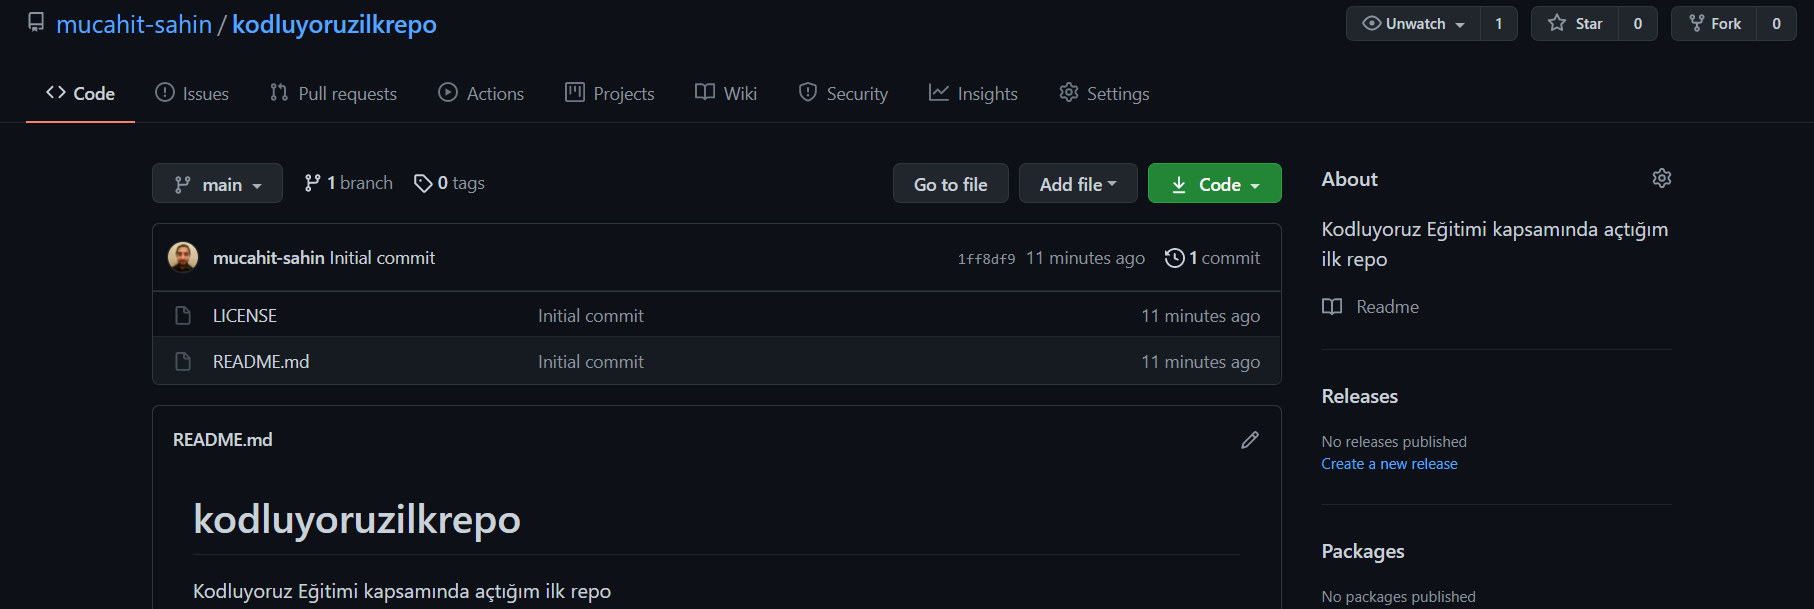 mucahit-sahin / kodluyoruzilkrepo
Unwatch 1 Star 0 Fork 0
Code Issues Pull requests Actions Projects Wiki Security Insights Settings
main 1 branch 0 tags Go to file Add file Code
mucahit-sahin Initial commit 1ff8df9 11 minutes ago 1 commit
LICENSE Initial commit 11 minutes ago
README.md Initial commit 11 minutes ago
README.md
kodluyoruzilkrepo
Kodluyoruz Eğitimi kapsamında açtığım ilk repo
About
Kodluyoruz Eğitimi kapsamında açtığım
ilk repo
Readme
Releases
No releases published
Create a new release
Packages
No packages published